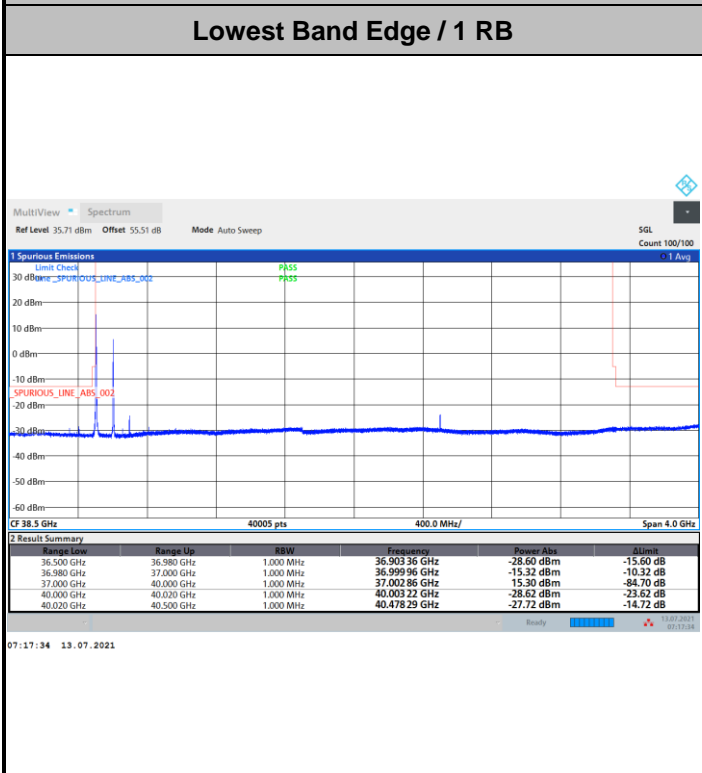 Lowest Band Edge / 1 RB
MultiView Spectrum
Ref Level 35.71 dBm Offset 55.51 dB Mode Auto Sweep SGL
Count 100/100
1 Spurious Emissions 1 Avg
Limit Check PASS
30 dBm Line _SPURIOUS_LINE_ABS_002 PASS
20 dBm
10 dBm
0 dBm
-10 dBm
_SPURIOUS_LINE_ABS_002
-20 dBm
-30 dBm
-40 dBm
-50 dBm
-60 dBm
CF 38.5 GHz 40005 pts 400.0 MHz/ Span 4.0 GHz
2 Result Summary
Range Low Range Up RBW Frequency Power Abs ΔLimit
36.500 GHz 36.980 GHz 1.000 MHz 36.903 36 GHz -28.60 dBm -15.60 dB
36.980 GHz 37.000 GHz 1.000 MHz 36.999 96 GHz -15.32 dBm -10.32 dB
37.000 GHz 40.000 GHz 1.000 MHz 37.002 86 GHz 15.30 dBm -84.70 dB
40.000 GHz 40.020 GHz 1.000 MHz 40.003 22 GHz -28.62 dBm -23.62 dB
40.020 GHz 40.500 GHz 1.000 MHz 40.478 29 GHz -27.72 dBm -14.72 dB
Ready 13.07.2021
07:17:34
07:17:34 13.07.2021